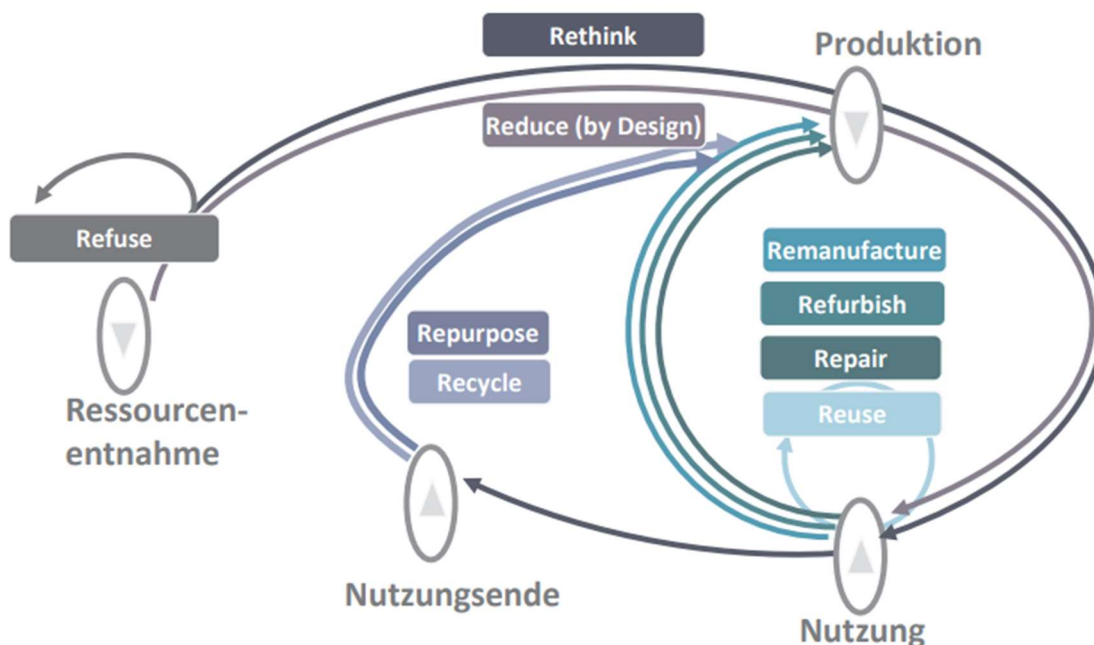 Rethink
Produktion
Reduce (by Design)
Refuse
Remanufacture
Refurbish
Repurpose
Repair
Recycle
Reuse
Ressourcen-
entnahme
Nutzungsende
Nutzung